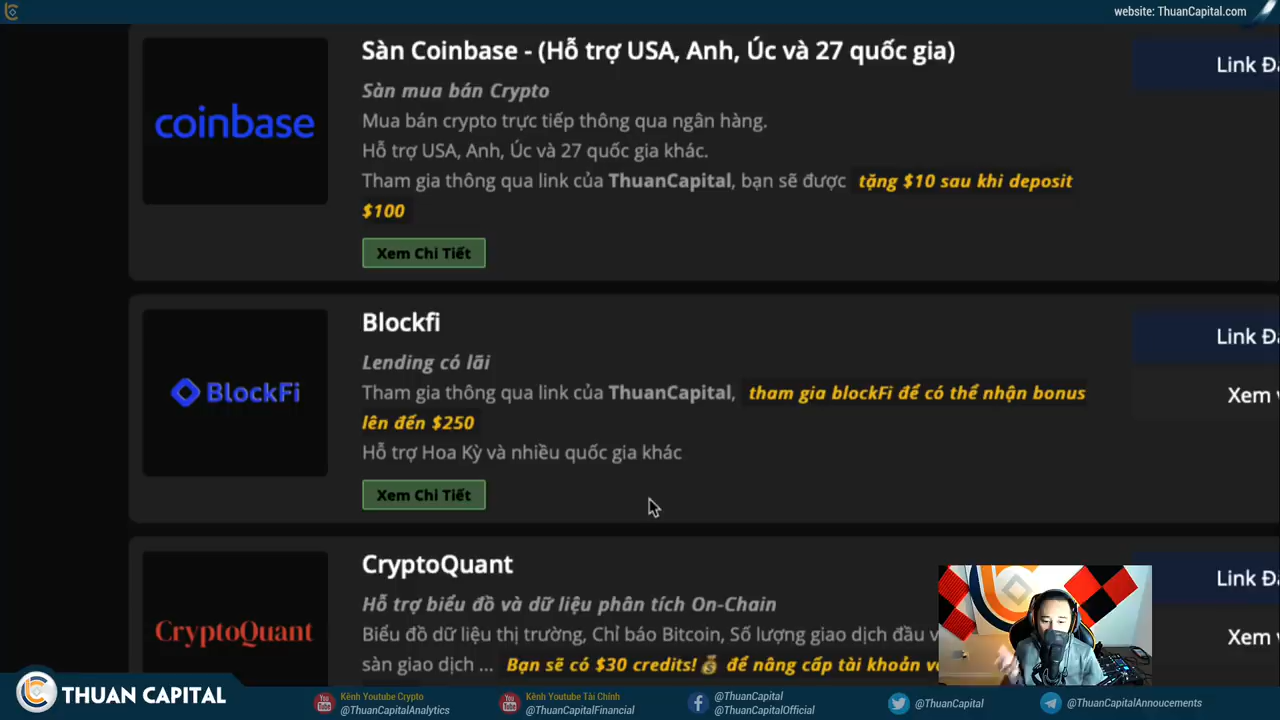 website: ThuanCapital.com
coinbase
Sàn Coinbase - (Hỗ trợ USA, Anh, Úc và 27 quốc gia)
Link Đă
Sàn mua bán Crypto
Mua bán crypto trực tiếp thông qua ngân hàng.
Hỗ trợ USA, Anh, Úc và 27 quốc gia khác.
Tham gia thông qua link của ThuanCapital, bạn sẽ được tặng $10 sau khi deposit
$100
Xem Chi Tiết
BlockFi
Blockfi
Link Đă
Lending có lãi
Tham gia thông qua link của ThuanCapital, tham gia blockFi để có thể nhận bonus
lên đến $250
Xem
Hỗ trợ Hoa Kỳ và nhiều quốc gia khác
Xem Chi Tiết
CryptoQuant
CryptoQuant
Link Đă
Hỗ trợ biểu đồ và dữ liệu phân tích On-Chain
Biểu đồ dữ liệu thị trường, Chỉ báo Bitcoin, Số lượng giao dịch đầu
Xem
sàn giao dịch ... Bạn sẽ có $30 credits!💰 để nâng cấp tài khoản
THUAN CAPITAL
Kênh Youtube Crypto
@ThuanCapitalAnalytics
Kênh Youtube Tài Chính
@ThuanCapitalFinancial
@ThuanCapital
@ThuanCapitalOfficial
@ThuanCapital
@ThuanCapitalAnnoucements